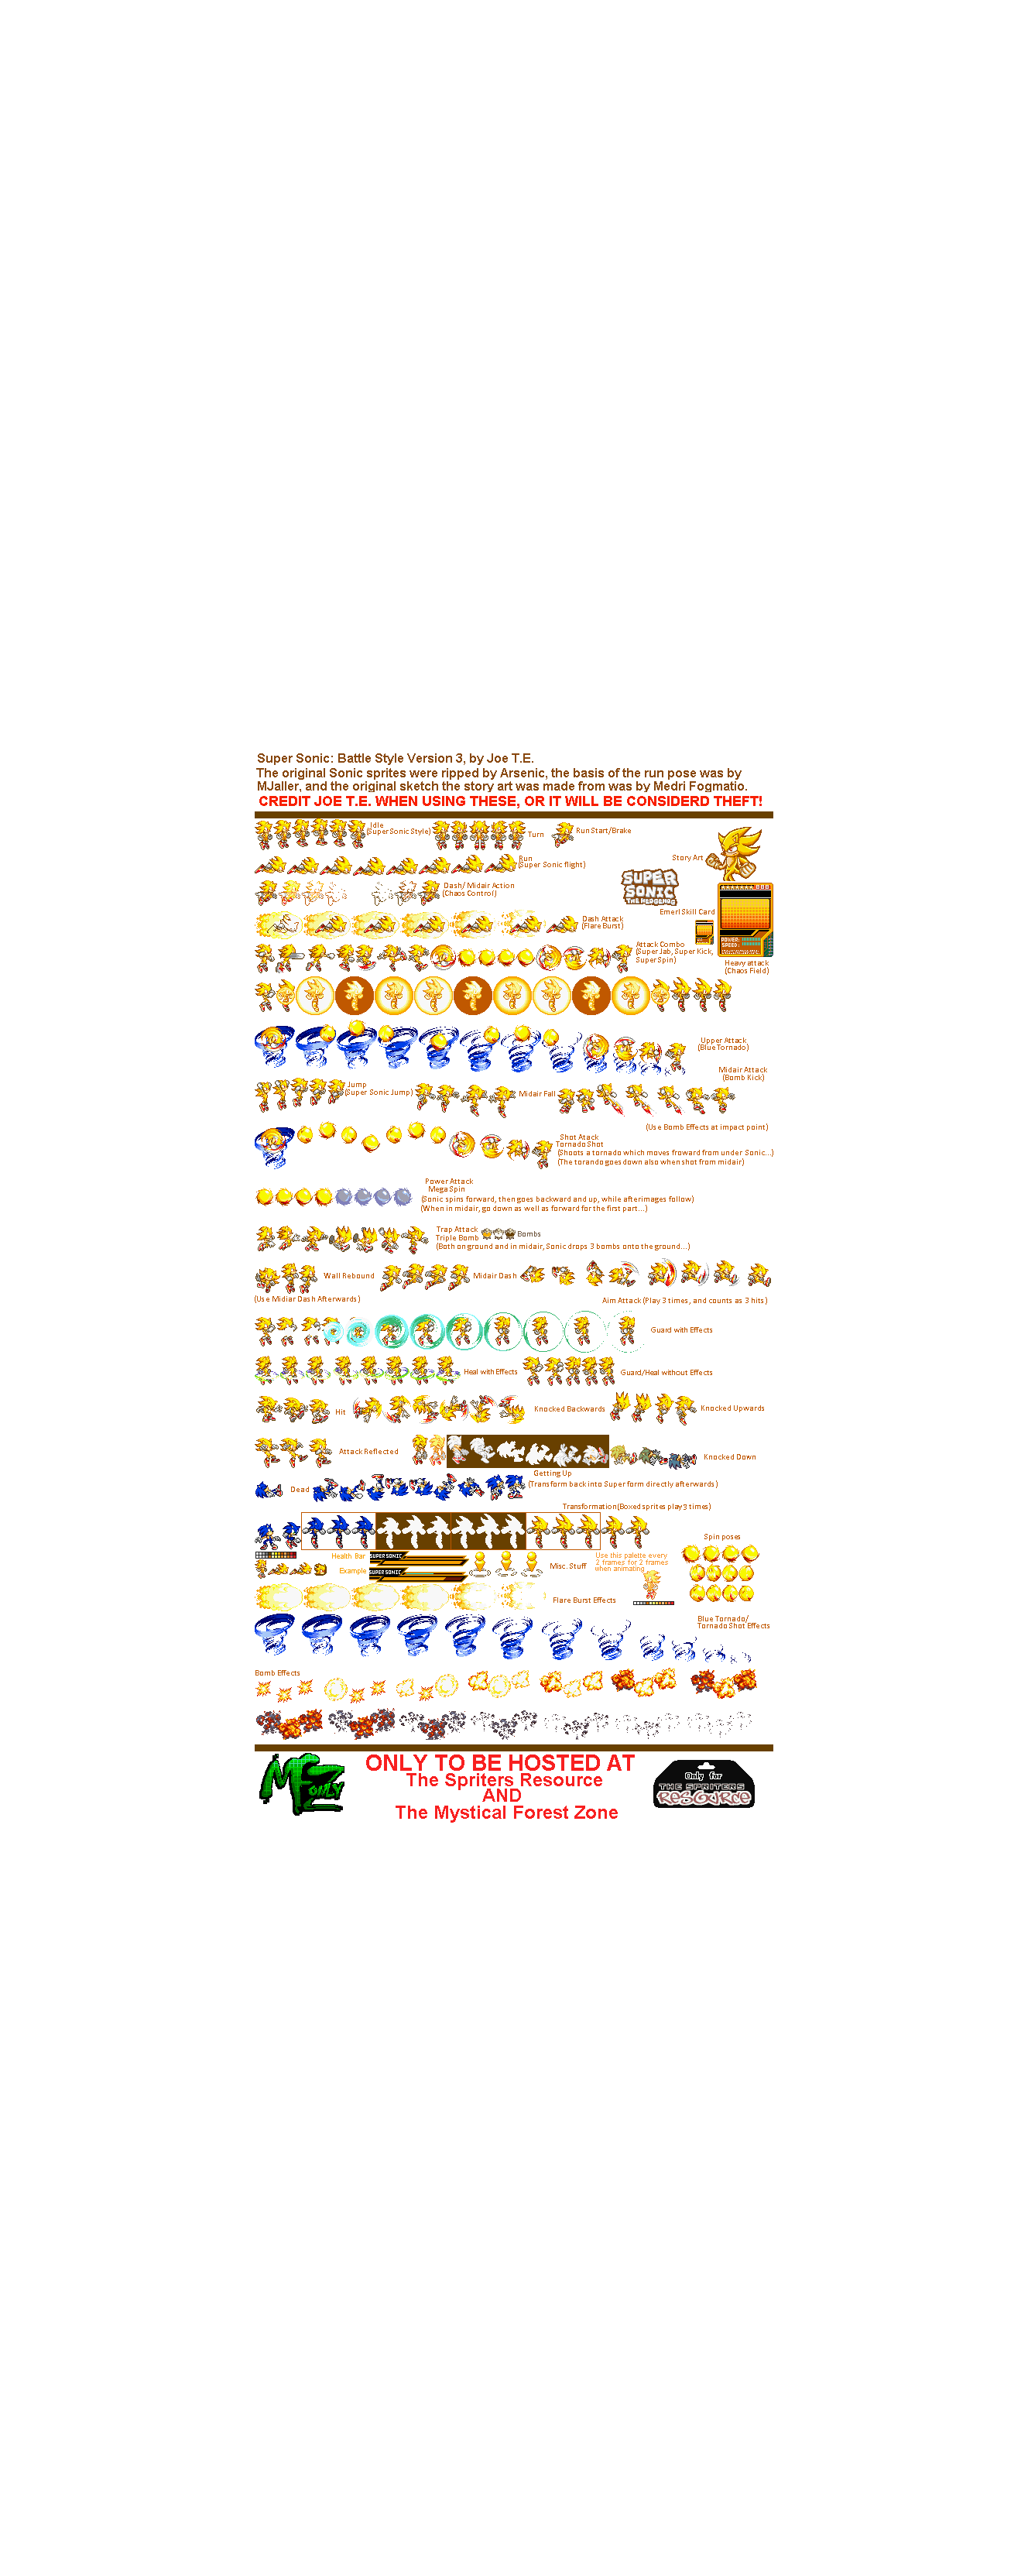 Super Sonic: Battle Style Version 3, by Joe T.E.
The original Sonic sprites were ripped by Arsenic, the basis of the run pose was by
MJaller, and the original sketch the story art was made from was by Medri Fogmatio.
CREDIT JOE T.E. WHEN USING THESE, OR IT WILL BE CONSIDERD THEFT!
Idle
(Super Sonic Style)
Turn
Run Start/Brake
Story Art
Run
(Super Sonic flight)
SUPER
SONIC
THE HEDGEHOG
Dash/ Midair Action
(Chaos Control)
Emerl Skill Card
POWER:
SPEED:
Dash Attack
(Flare Burst)
Attack Combo
(Super Jab, Super Kick,
Super Spin)
Heavy attack
(Chaos Field)
Upper Attack
(Blue Tornado)
Midair Attack
(Bomb Kick)
Jump
(Super Sonic Jump)
Midair Fall
(Use Bomb Effects at impact point)
Shot Atack
Tornado Shot
(Shoots a tornado which moves froward from under Sonic...)
(The torando goes down also when shot from midair)
Power Attack
Mega Spin
(Sonic spins forward, then goes backward and up, while afterimages follow)
(When in midair, go down as well as forward for the first part...)
Trap Attack
Triple Bomb
Bombs
(Both on ground and in midair, Sonic drops 3 bombs onto the ground...)
Wall Rebound
Midair Dash
(Use Midiar Dash Afterwards)
Aim Attack (Play 3 times, and counts as 3 hits)
Guard with Effects
Heal with Effects
Guard/Heal without Effects
Hit
Knocked Backwards
Knocked Upwards
Attack Reflected
Knocked Down
Getting Up
(Transform back into Super form directly afterwards)
Dead
Transformation(Boxed sprites play 3 times)
Spin poses
Health Bar
SUPER SONIC
Example
SUPER SONIC
Misc. Stuff
Use this palette every
2 frames for 2 frames
when animating
Flare Burst Effects
Blue Tornado/
Tornado Shot Effects
Bomb Effects
MFZ
ONLY
ONLY TO BE HOSTED AT
The Spriters Resource
AND
The Mystical Forest Zone
Only for
THE SPRITERS
RESOURCE